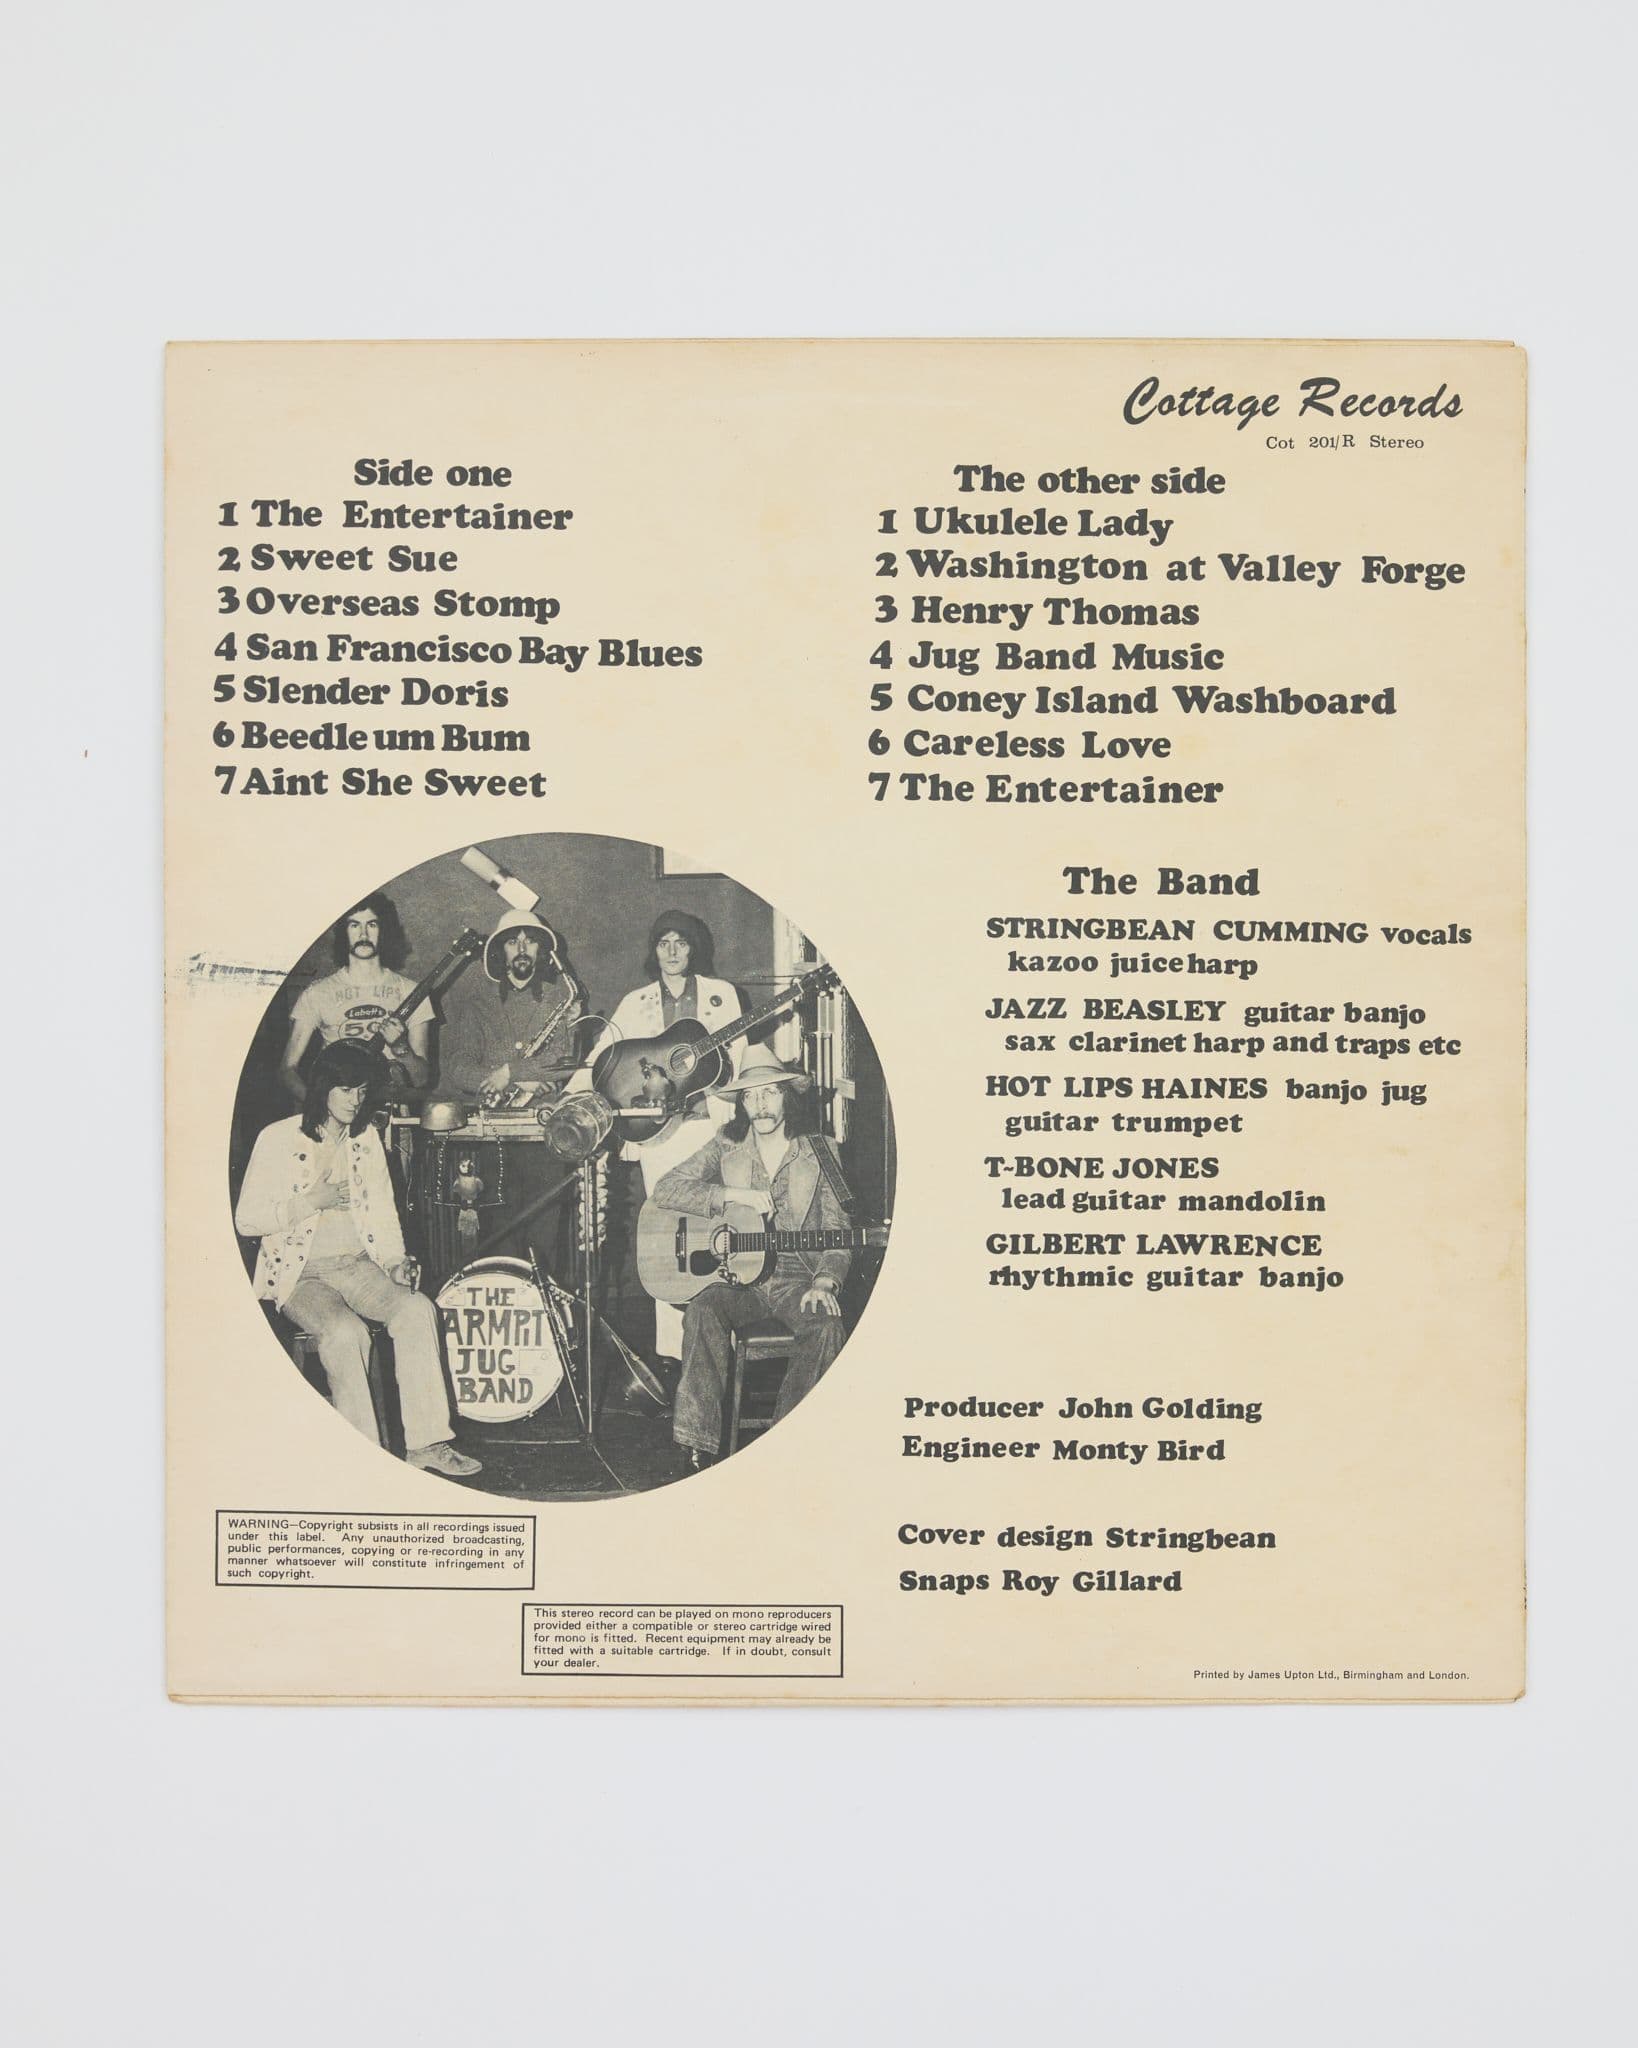 Cottage Records
Cot 201/R Stereo
Side one
1 The Entertainer
2 Sweet Sue
3 Overseas Stomp
4 San Francisco Bay Blues
5 Slender Doris
6 Beedle um Bum
7 Aint She Sweet
The other side
1 Ukulele Lady
2 Washington at Valley Forge
3 Henry Thomas
4 Jug Band Music
5 Coney Island Washboard
6 Careless Love
7 The Entertainer
HOT LIPS
Labatt's
50
THE
ARMPIT
JUG
BAND
The Band
STRINGBEAN CUMMING vocals
kazoo juiceharp
JAZZ BEASLEY guitar banjo
sax clarinet harp and traps etc
HOT LIPS HAINES banjo jug
guitar trumpet
T-BONE JONES
lead guitar mandolin
GILBERT LAWRENCE
rhythmic guitar banjo
Producer John Golding
Engineer Monty Bird
Cover design Stringbean
Snaps Roy Gillard
WARNING—Copyright subsists in all recordings issued
under this label. Any unauthorized broadcasting,
public performances, copying or re-recording in any
manner whatsoever will constitute infringement of
such copyright.
This stereo record can be played on mono reproducers
provided either a compatible or stereo cartridge wired
for mono is fitted. Recent equipment may already be
fitted with a suitable cartridge. If in doubt, consult
your dealer.
Printed by James Upton Ltd., Birmingham and London.